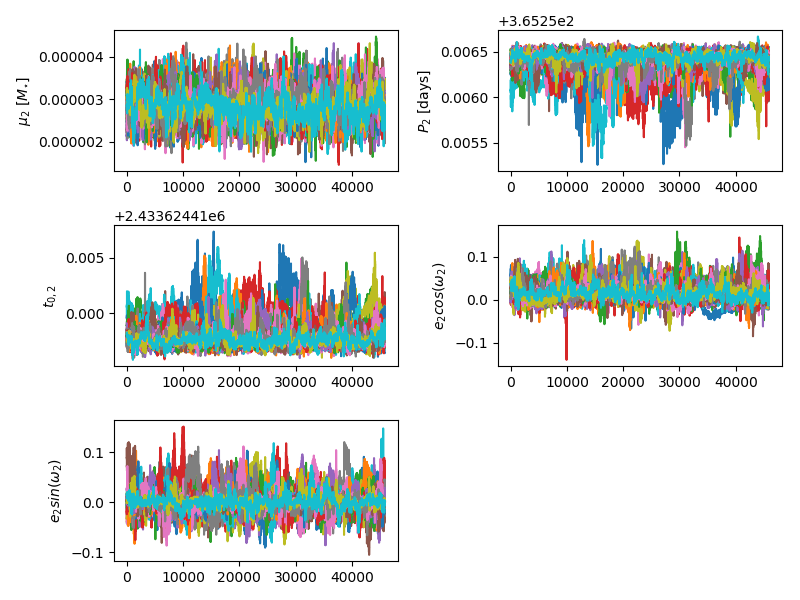 +3.6525e2
0.000004
0.000003
0.000002
μ₂ [M⋆]
0 10000 20000 30000 40000
0.0065
0.0060
0.0055
P₂ [days]
0 10000 20000 30000 40000
+2.43362441e6
0.005
0.000
t₀,₂
0 10000 20000 30000 40000
0.1
0.0
−0.1
e₂cos(ω₂)
0 10000 20000 30000 40000
0.1
0.0
−0.1
e₂sin(ω₂)
0 10000 20000 30000 40000